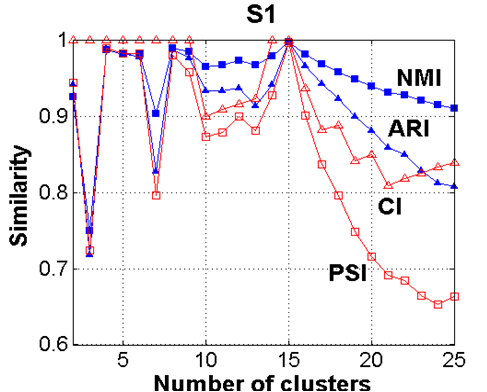 S1
1
0.9
0.8
0.7
0.6
Similarity
NMI
ARI
CI
PSI
5
10
15
20
25
Number of clusters